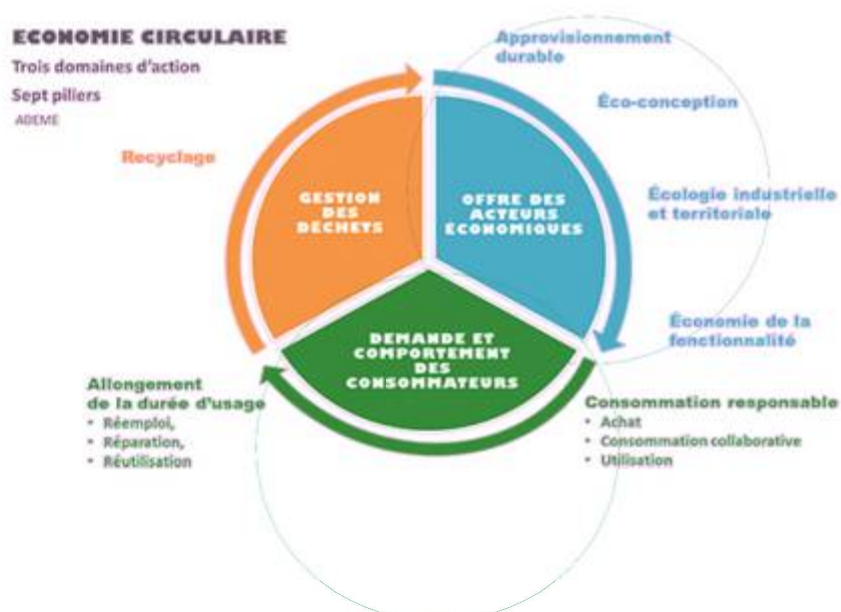 ECONOMIE CIRCULAIRE
Trois domaines d'action
Sept piliers
ADEME
Approvisionnement
durable
Éco-conception
Écologie industrielle
et territoriale
Économie de la
fonctionnalité
Recyclage
GESTION
DES
DÉCHETS
OFFRE DES
ACTEURS
ÉCONOMIQUES
DEMANDE ET
COMPORTEMENT
DES
CONSOMMATEURS
Allongement
de la durée d'usage
• Réemploi,
• Réparation,
• Réutilisation
Consommation responsable
• Achat
• Consommation collaborative
• Utilisation